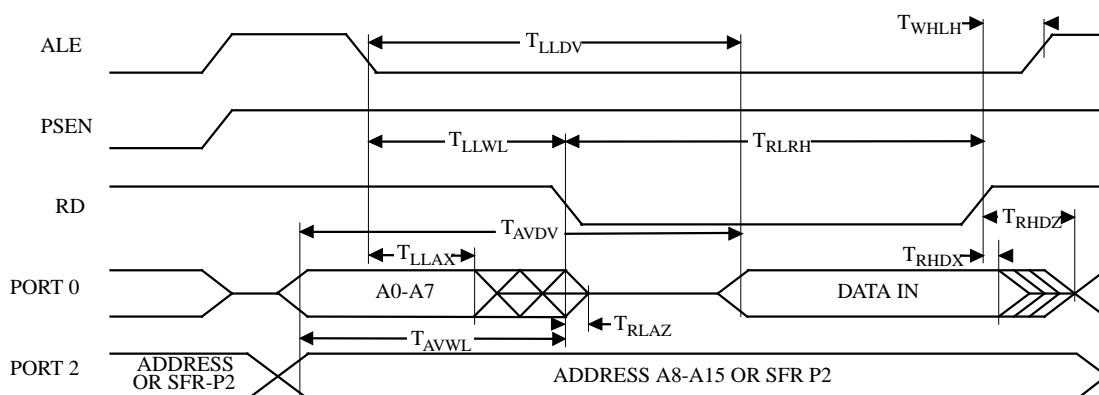 T_WHLH
ALE
T_LLDV
PSEN
T_LLWL
T_RLRH
RD
T_AVDV
T_RHDZ
T_LLAX
T_RHDX
PORT 0
A0-A7
DATA IN
T_RLAZ
T_AVWL
PORT 2
ADDRESS
OR SFR-P2
ADDRESS A8-A15 OR SFR P2